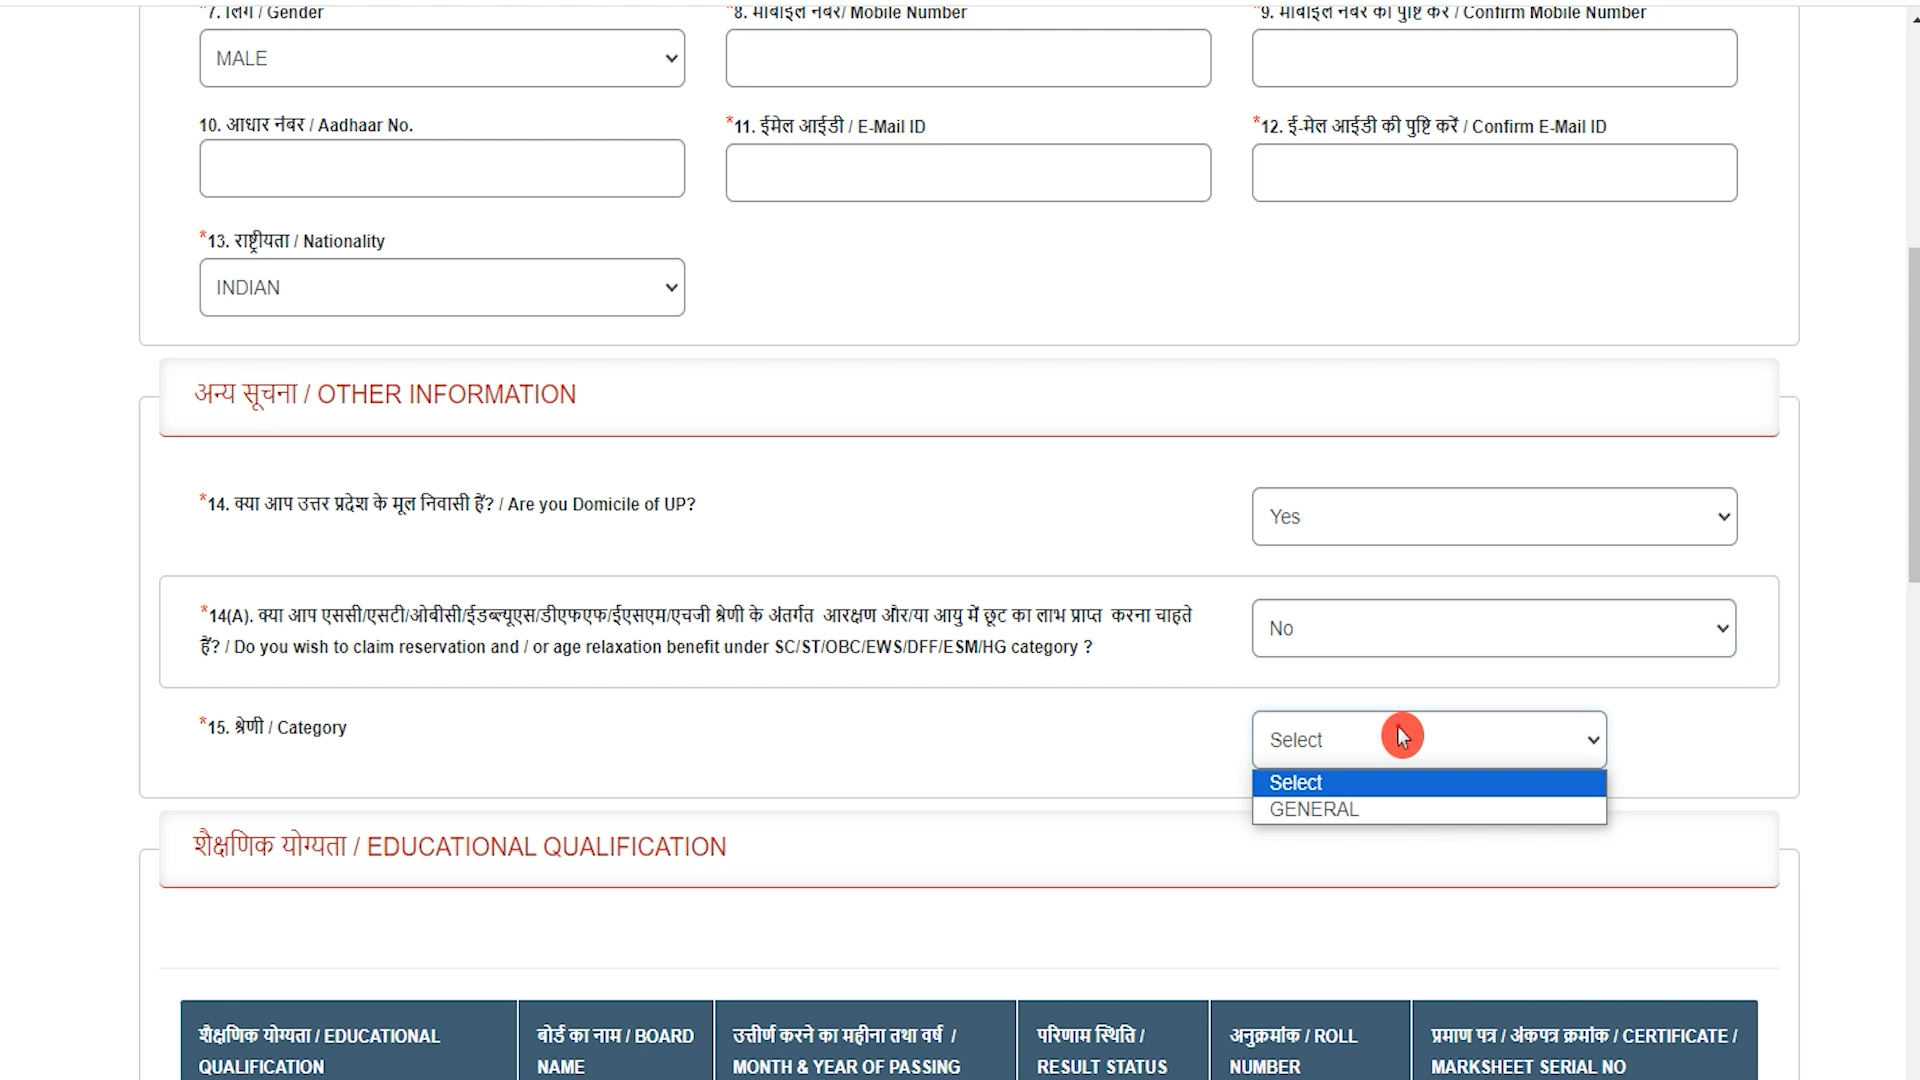 *7. लिंग / Gender
*8. मोबाइल नंबर/ Mobile Number
*9. मोबाइल नंबर की पुष्टि करें / Confirm Mobile Number
MALE
10. आधार नंबर / Aadhaar No.
*11. ईमेल आईडी / E-Mail ID
*12. ई-मेल आईडी की पुष्टि करें / Confirm E-Mail ID
*13. राष्ट्रीयता / Nationality
INDIAN
अन्य सूचना / OTHER INFORMATION
*14. क्या आप उत्तर प्रदेश के मूल निवासी हैं? / Are you Domicile of UP?
Yes
*14(A). क्या आप एससी/एसटी/ओबीसी/ईडब्ल्यूएस/डीएफएफ/ईएसएम/एचजी श्रेणी के अंतर्गत आरक्षण और/या आयु में छूट का लाभ प्राप्त करना चाहते
हैं? / Do you wish to claim reservation and / or age relaxation benefit under SC/ST/OBC/EWS/DFF/ESM/HG category ?
No
*15. श्रेणी / Category
Select
Select
GENERAL
शैक्षणिक योग्यता / EDUCATIONAL QUALIFICATION
शैक्षणिक योग्यता / EDUCATIONAL
QUALIFICATION
बोर्ड का नाम / BOARD
NAME
उत्तीर्ण करने का महीना तथा वर्ष /
MONTH & YEAR OF PASSING
परिणाम स्थिति /
RESULT STATUS
अनुक्रमांक / ROLL
NUMBER
प्रमाण पत्र / अंकपत्र क्रमांक / CERTIFICATE /
MARKSHEET SERIAL NO